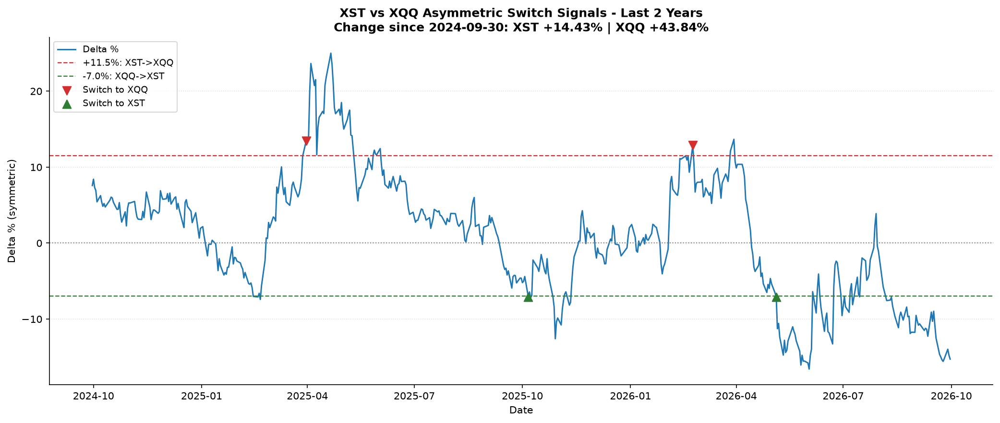 XST vs XQQ Asymmetric Switch Signals - Last 2 Years
Change since 2024-09-30: XST +14.43% | XQQ +43.84%
Delta %
+11.5%: XST->XQQ
-7.0%: XQQ->XST
Switch to XQQ
Switch to XST
Delta % (symmetric)
20
10
0
−10
2024-10
2025-01
2025-04
2025-07
2025-10
2026-01
2026-04
2026-07
2026-10
Date